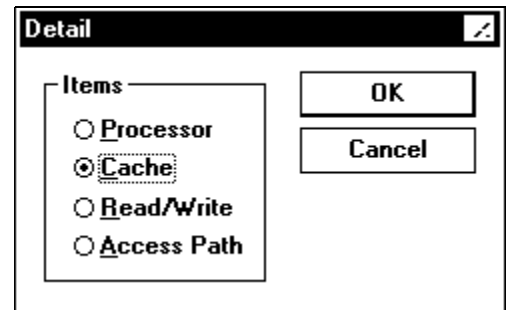 Detail
Items
Processor
Cache
Read/Write
Access Path
OK
Cancel